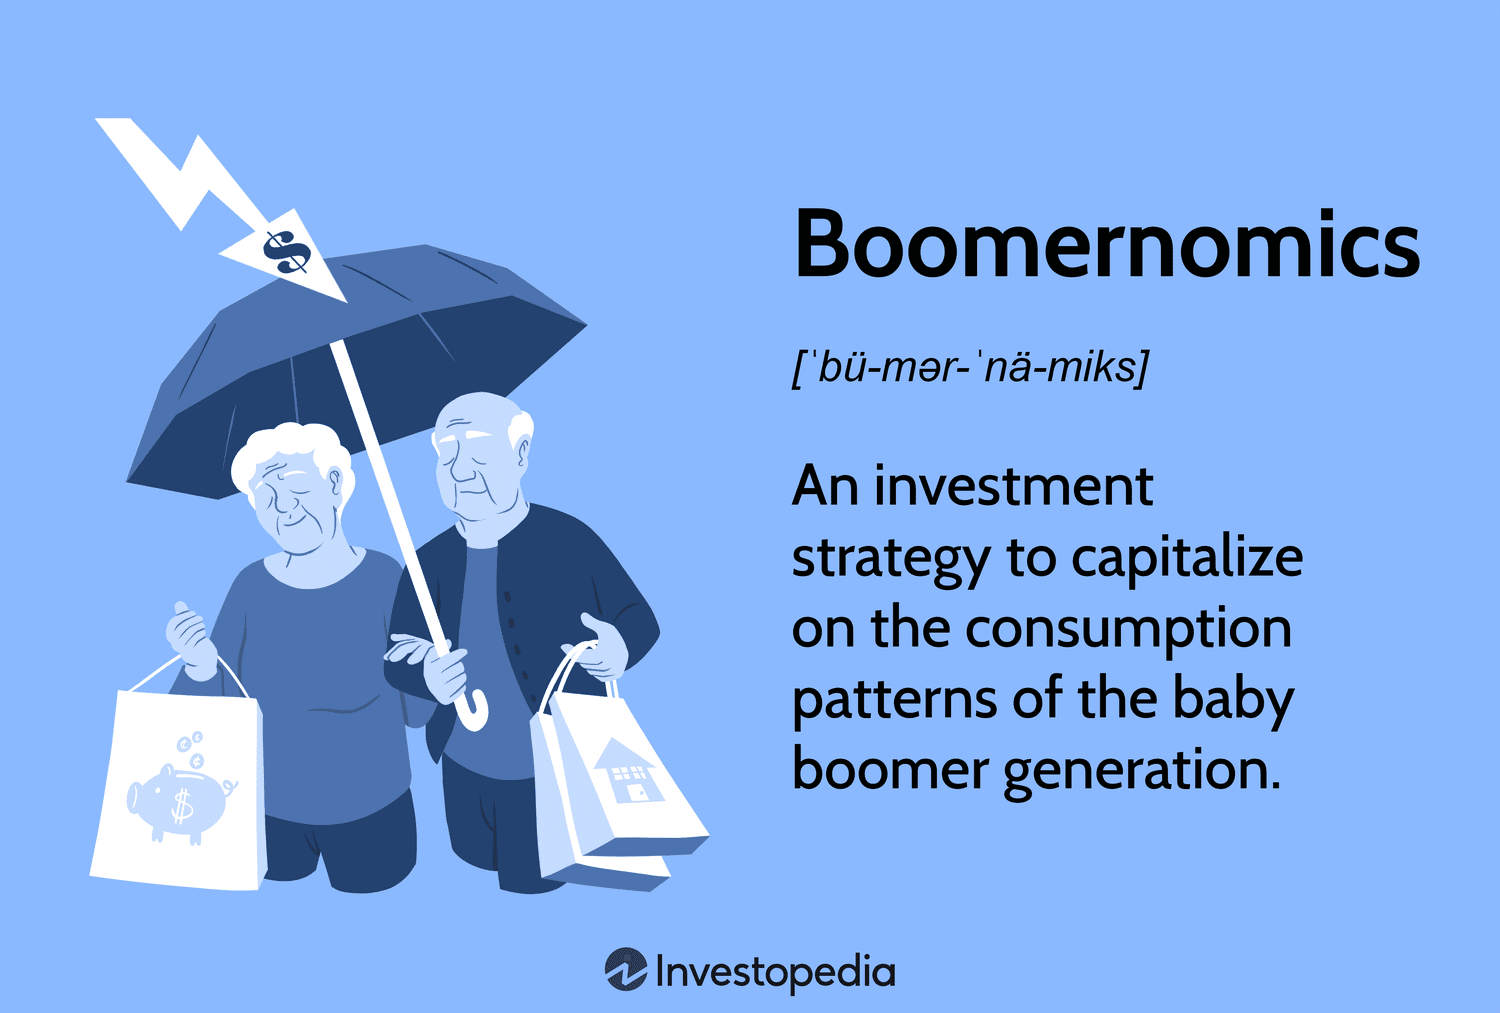 $
Boomernomics
[ˈbü-mər-ˈnä-miks]
An investment
strategy to capitalize
on the consumption
patterns of the baby
boomer generation.
$
Investopedia